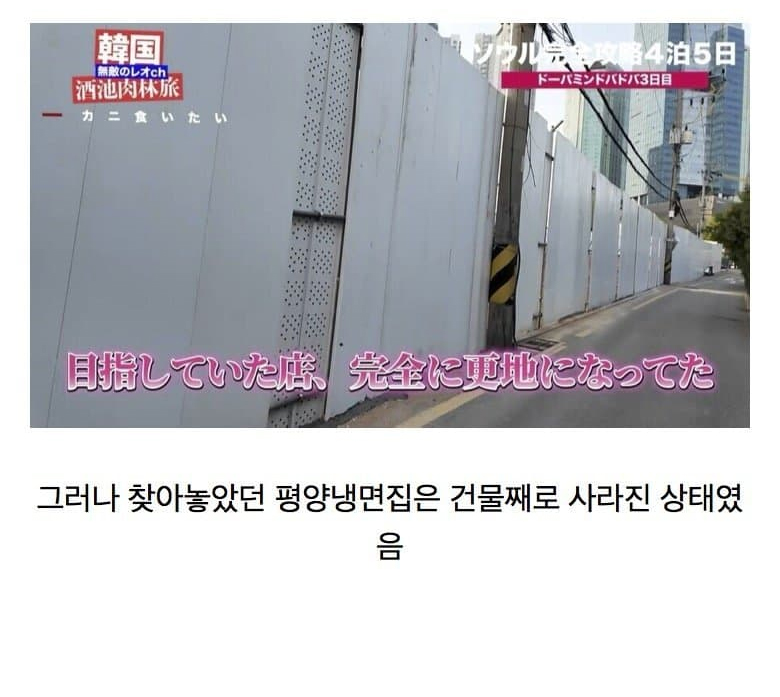 韓国
無敵のレオch
酒池肉林旅
カニ食いたい
ソウル完全攻略4泊5日
ドーパミンドバドバ3日目
目指していた店、完全に更地になってた
그러나 찾아놓았던 평양냉면집은 건물째로 사라진 상태였
음